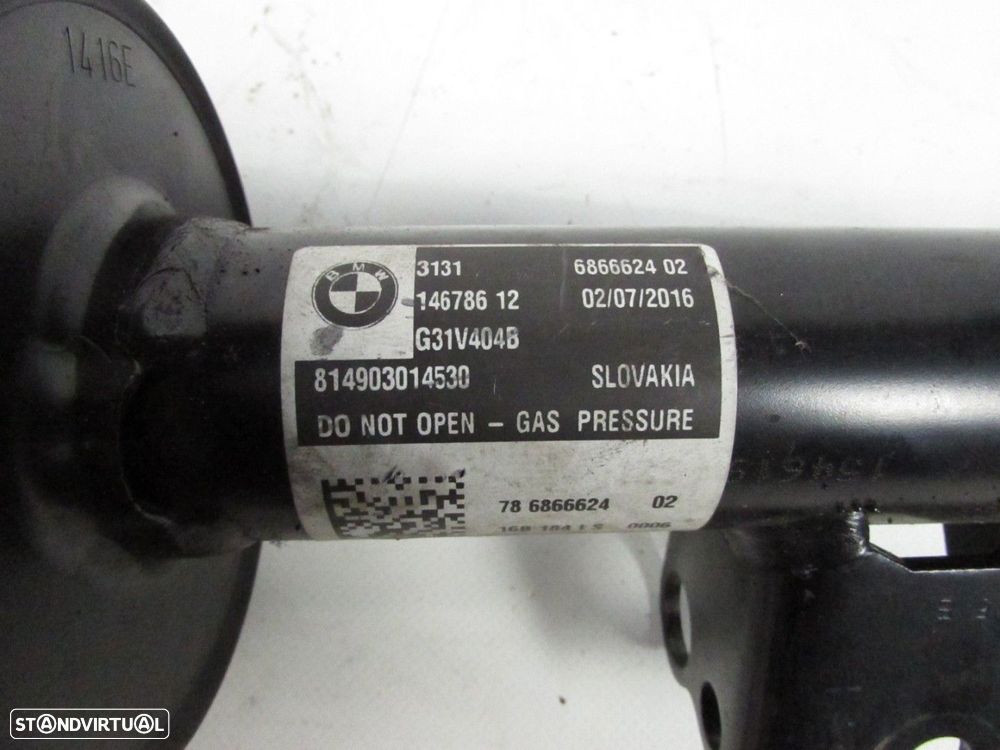 1416E
BMW
3131 6866624 02
146786 12 02/07/2016
G31V404B
814903014530 SLOVAKIA
DO NOT OPEN - GAS PRESSURE
78 6866624 02
STANDVIRTUAL